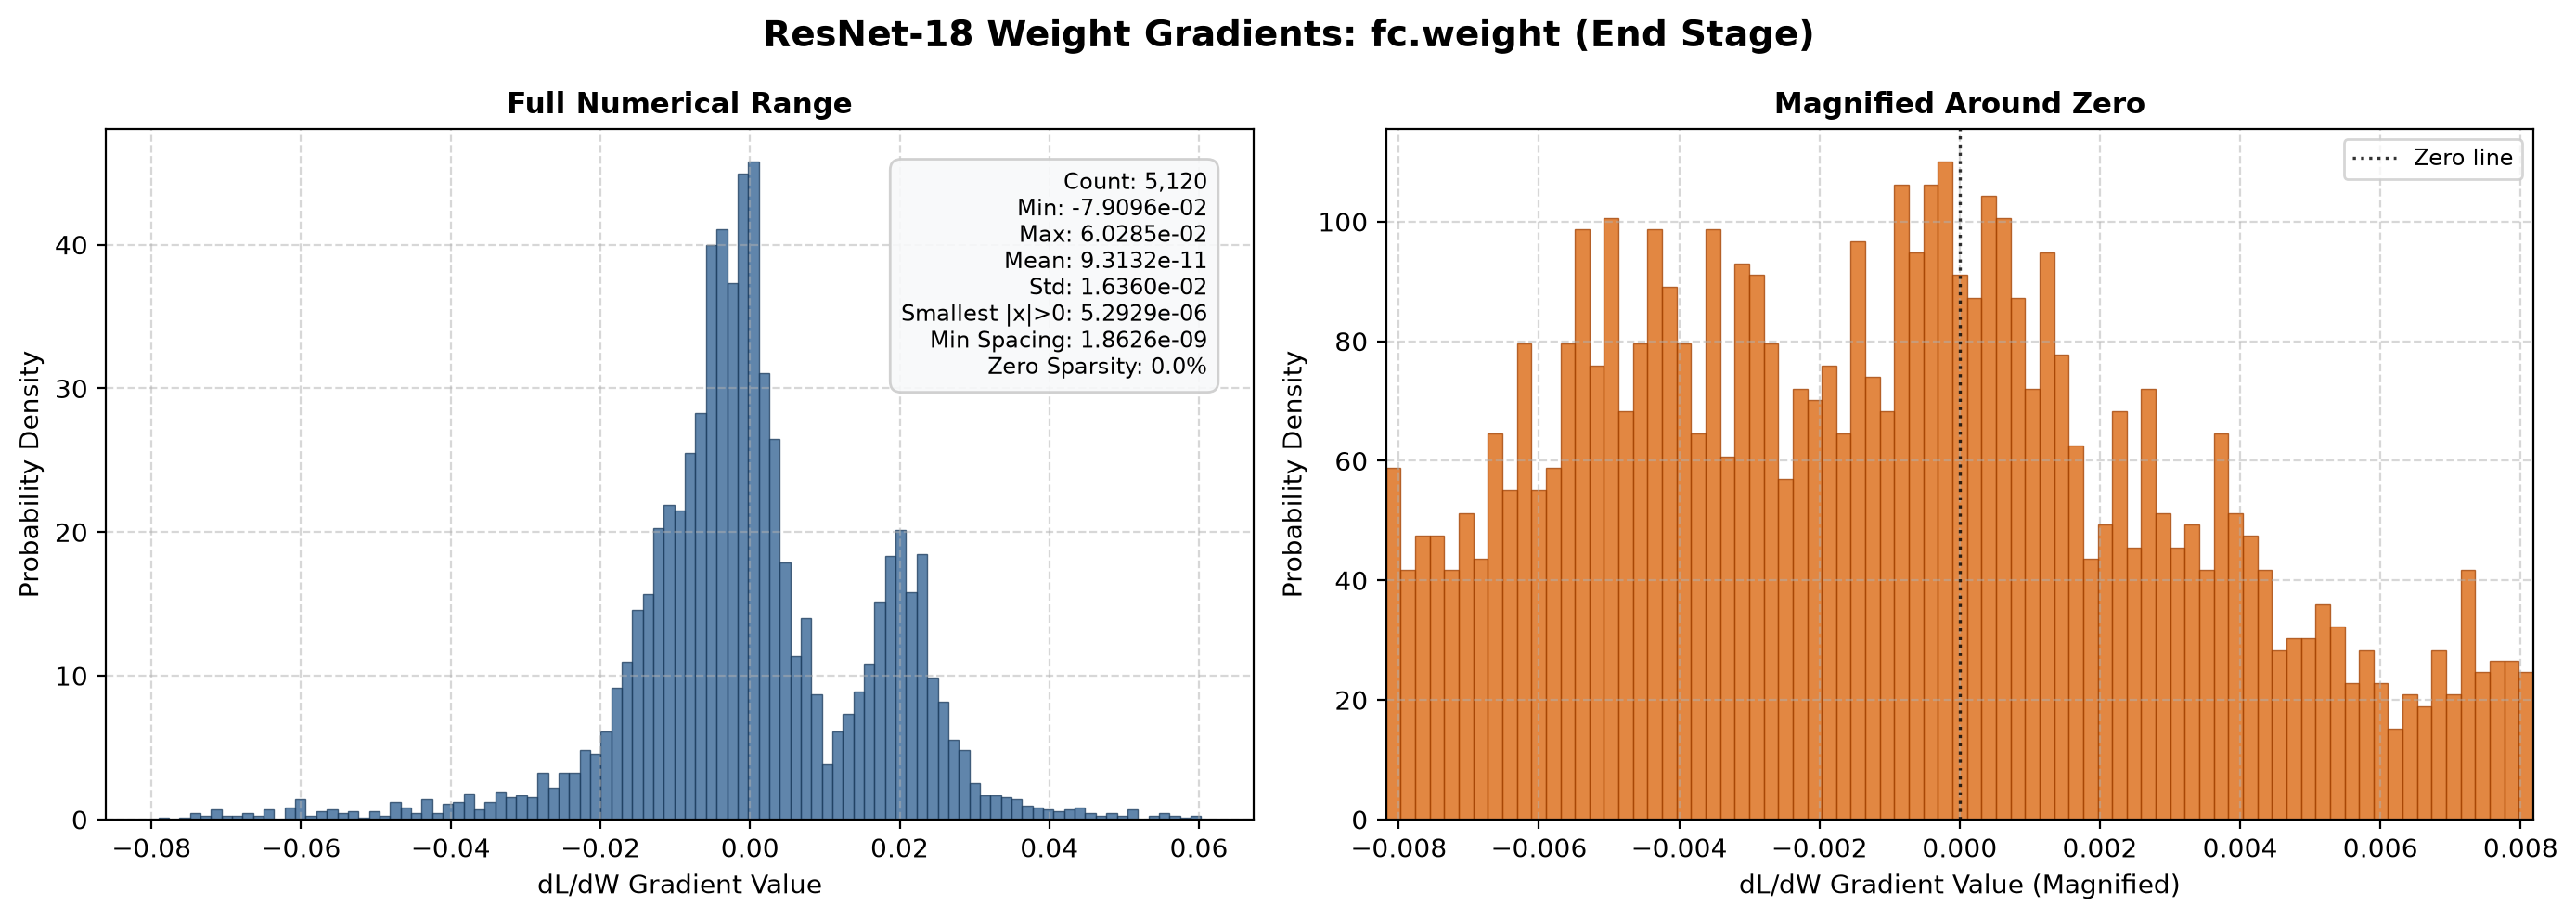 ResNet-18 Weight Gradients: fc.weight (End Stage)
Full Numerical Range
Probability Density
40
30
20
10
0
−0.08 −0.06 −0.04 −0.02 0.00 0.02 0.04 0.06
dL/dW Gradient Value
Count: 5,120
Min: -7.9096e-02
Max: 6.0285e-02
Mean: 9.3132e-11
Std: 1.6360e-02
Smallest |x|>0: 5.2929e-06
Min Spacing: 1.8626e-09
Zero Sparsity: 0.0%
Magnified Around Zero
Probability Density
100
80
60
40
20
0
−0.008 −0.006 −0.004 −0.002 0.000 0.002 0.004 0.006 0.008
dL/dW Gradient Value (Magnified)
Zero line